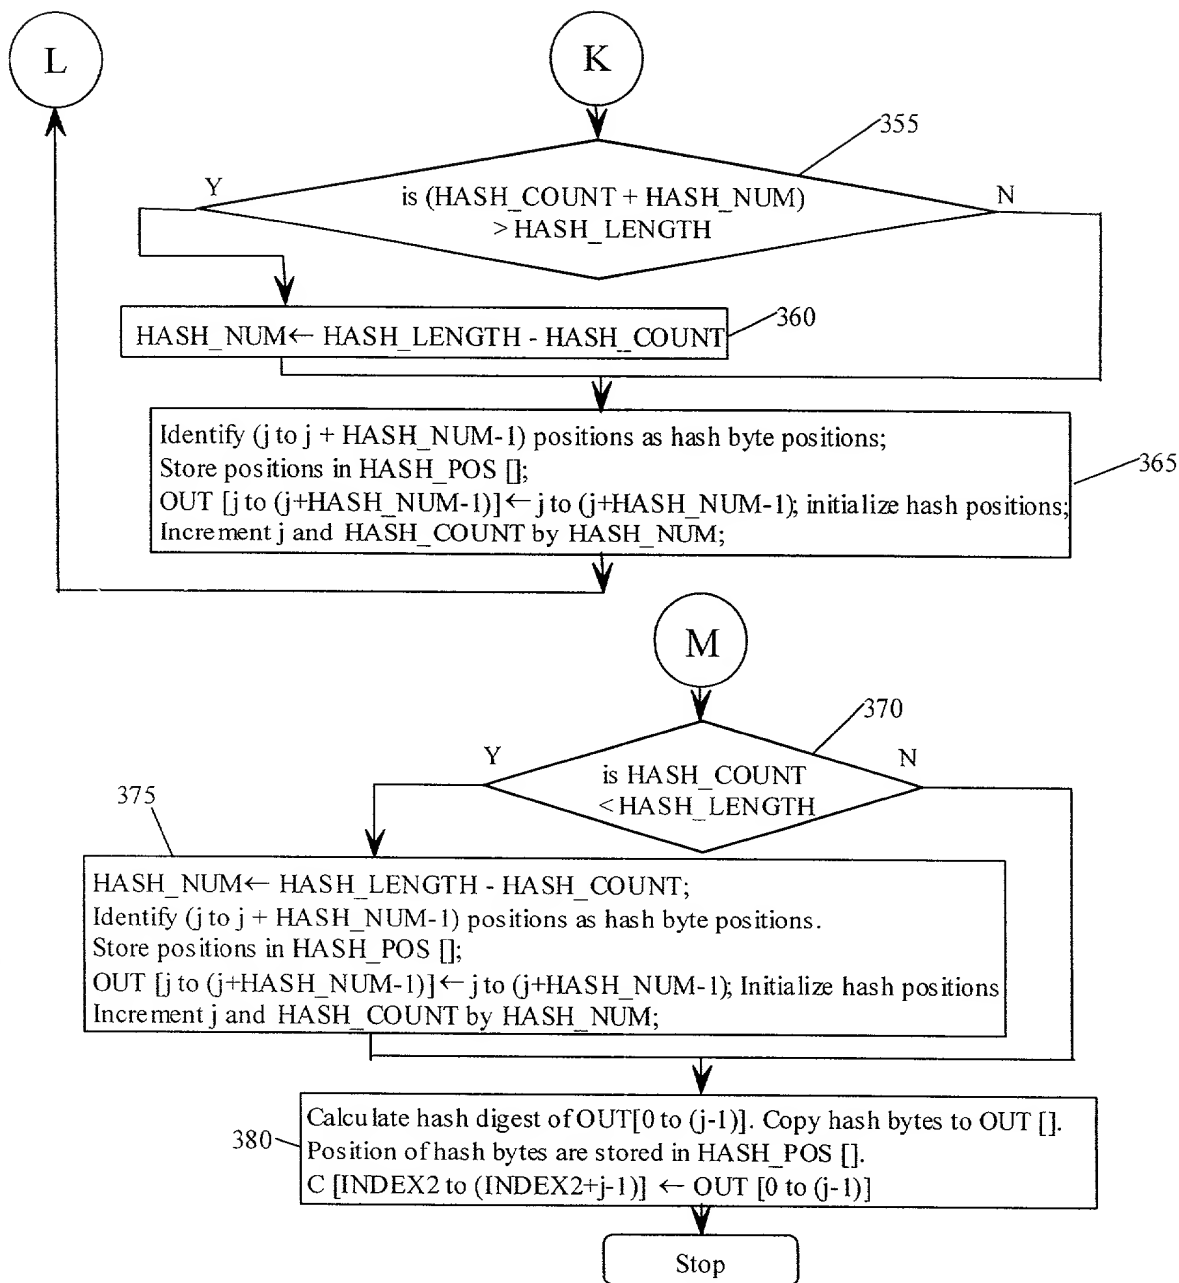 L
K
355
Y
N
is (HASH_COUNT + HASH_NUM)
> HASH_LENGTH
360
HASH_NUM← HASH_LENGTH - HASH_COUNT
Identify (j to j + HASH_NUM-1) positions as hash byte positions;
Store positions in HASH_POS [];
OUT [j to (j+HASH_NUM-1)] ← j to (j+HASH_NUM-1); initialize hash positions;
Increment j and HASH_COUNT by HASH_NUM;
365
M
370
Y
N
is HASH_COUNT
< HASH_LENGTH
375
HASH_NUM← HASH_LENGTH - HASH_COUNT;
Identify (j to j + HASH_NUM-1) positions as hash byte positions.
Store positions in HASH_POS [];
OUT [j to (j+HASH_NUM-1)] ← j to (j+HASH_NUM-1); Initialize hash positions
Increment j and HASH_COUNT by HASH_NUM;
Calculate hash digest of OUT[0 to (j-1)]. Copy hash bytes to OUT [].
380
Position of hash bytes are stored in HASH_POS [].
C [INDEX2 to (INDEX2+j-1)] ← OUT [0 to (j-1)]
Stop